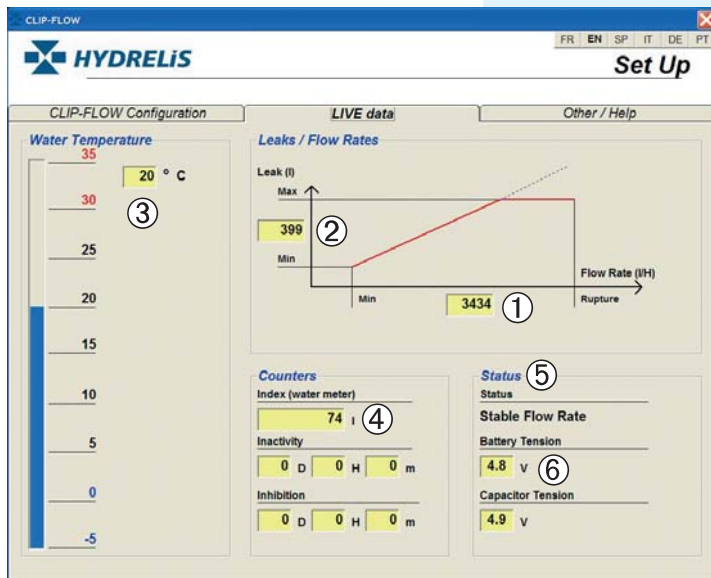 CLIP-FLOW
FR EN SP IT DE PT
HYDRELiS
Set Up
CLIP-FLOW Configuration
LIVE data
Other / Help
Water Temperature
35
30
25
20
15
10
5
0
-5
20 ° C
③
Leaks / Flow Rates
Leak (l)
Max
399 ②
Min
Flow Rate (l/H)
Min
3434 ①
Rupture
Counters
Index (water meter)
74 l ④
Inactivity
0 D 0 H 0 m
Inhibition
0 D 0 H 0 m
Status ⑤
Status
Stable Flow Rate
Battery Tension
4.8 V ⑥
Capacitor Tension
4.9 V